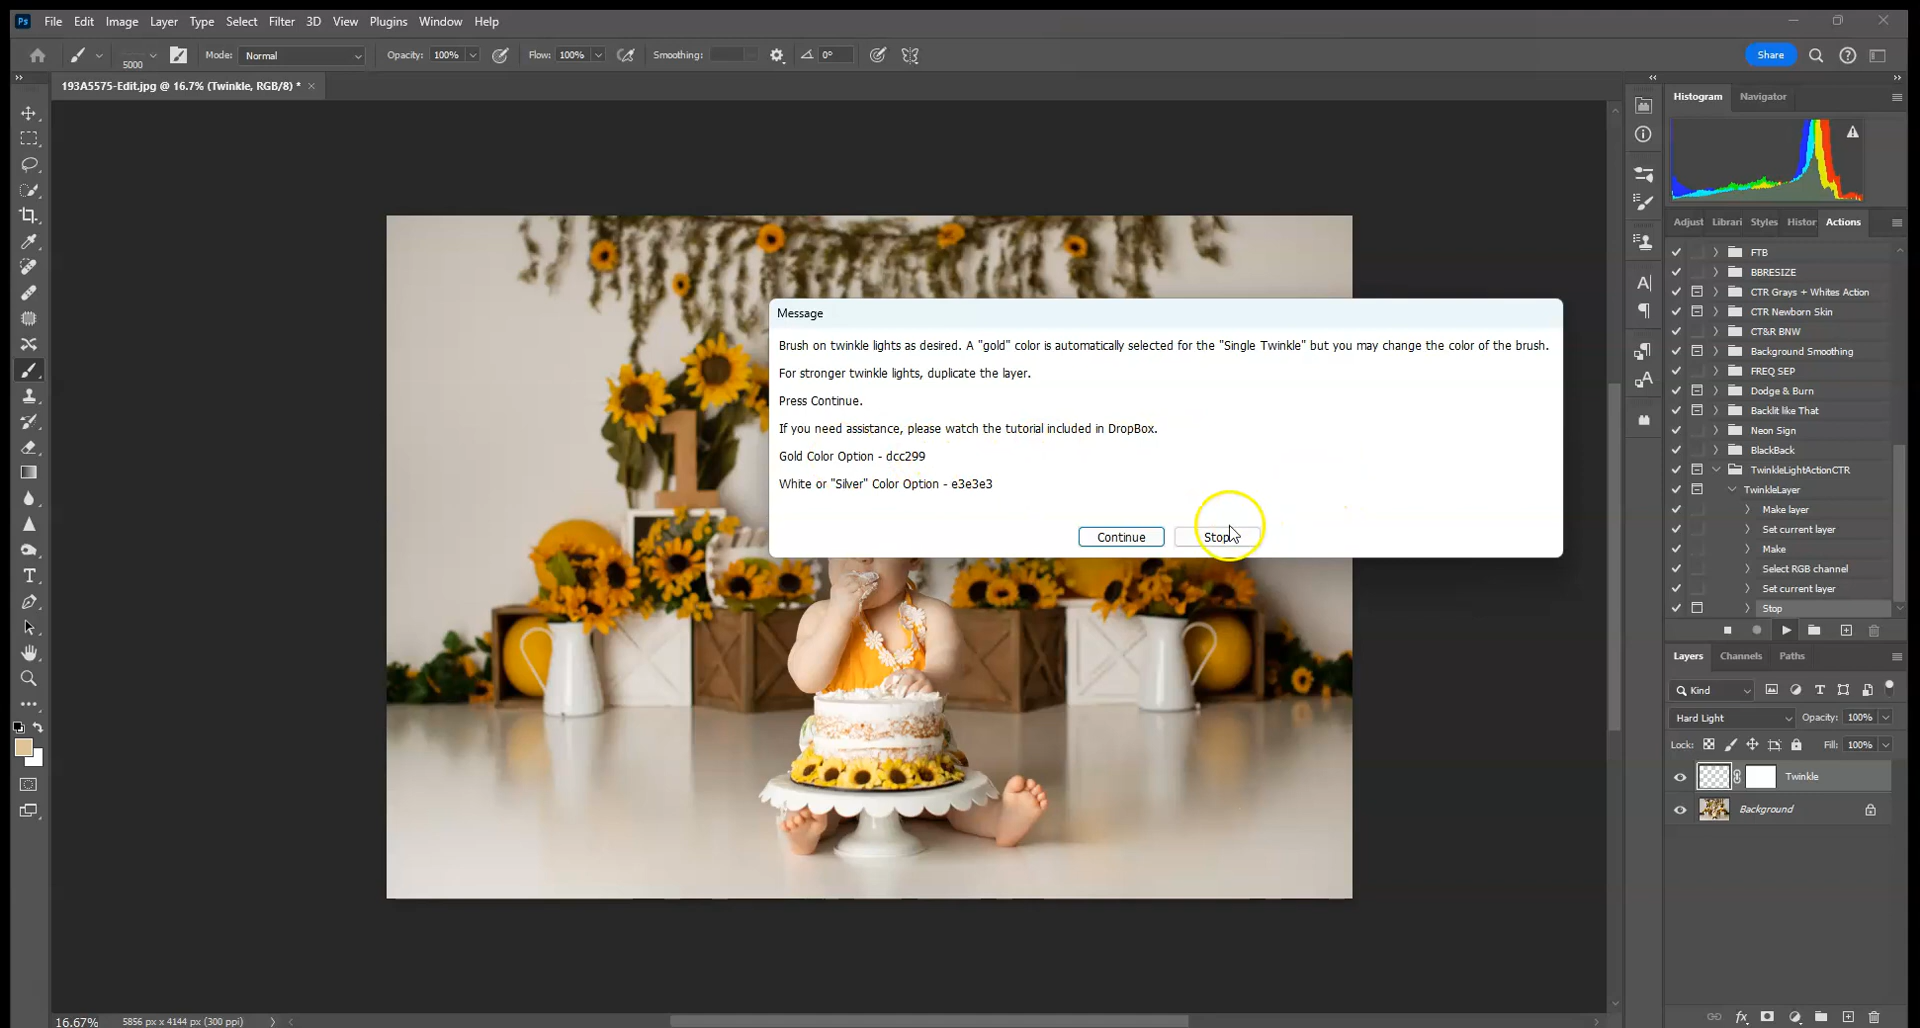 Ps File Edit Image Layer Type Select Filter 3D View Plugins Window Help
5000 Mode: Normal Opacity: 100% Flow: 100% Smoothing: 0° Share
193A5575-Edit.jpg @ 16.7% (Twinkle, RGB/8) *
Histogram Navigator
Adjust Librari Styles Histor Actions
FTB
BBRESIZE
CTR Grays + Whites Action
CTR Newborn Skin
CT&R BNW
Background Smoothing
FREQ SEP
Dodge & Burn
Backlit like That
Neon Sign
BlackBack
TwinkleLightActionCTR
TwinkleLayer
Make layer
Set current layer
Make
Select RGB channel
Set current layer
Stop
Message
Brush on twinkle lights as desired. A "gold" color is automatically selected for the "Single Twinkle" but you may change the color of the brush.
For stronger twinkle lights, duplicate the layer.
Press Continue.
If you need assistance, please watch the tutorial included in DropBox.
Gold Color Option - dcc299
White or "Silver" Color Option - e3e3e3
Continue Stop
1
Layers Channels Paths
Kind
Hard Light Opacity: 100%
Lock: Fill: 100%
Twinkle
Background
16.67% 5856 px x 4144 px (300 ppi)